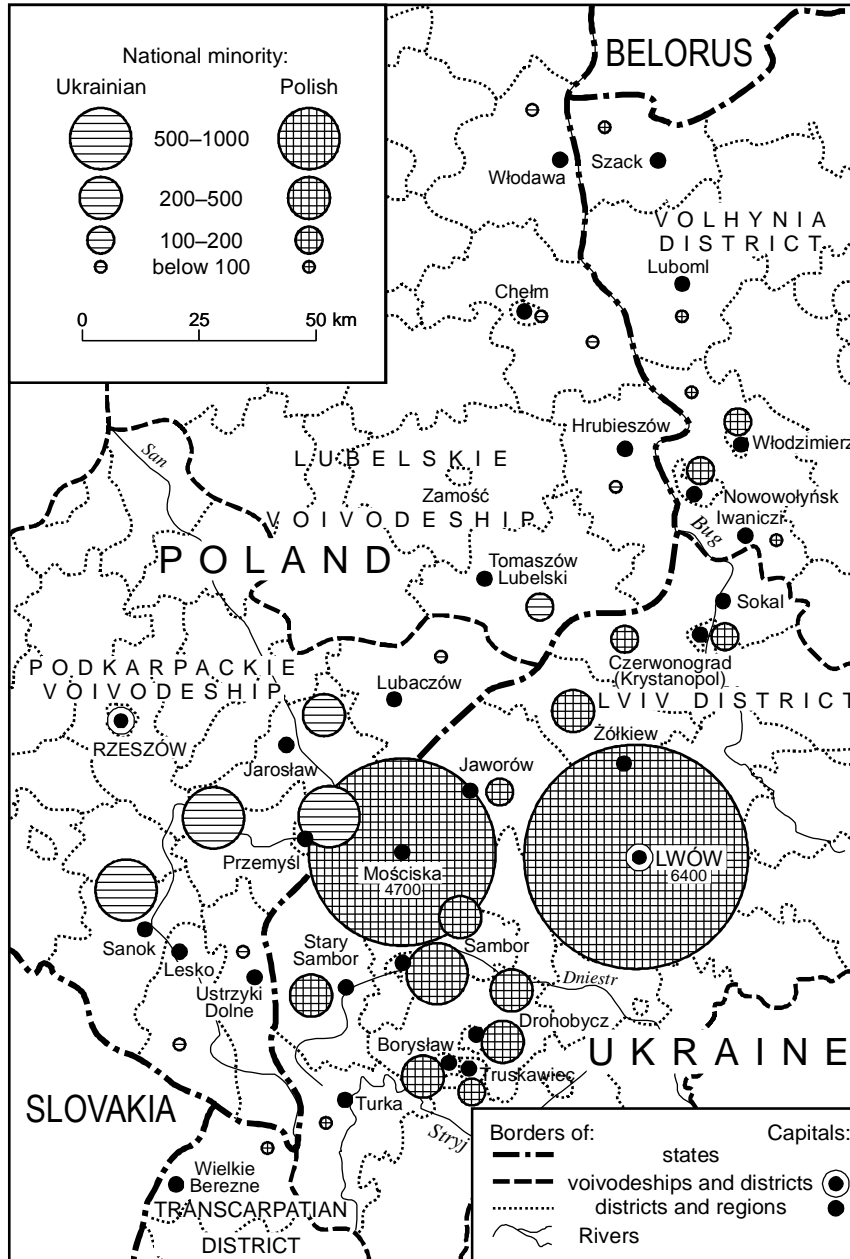 National minority:
Ukrainian Polish
500–1000
200–500
100–200
below 100
0 25 50 km
BELORUS
Włodawa
Szack
VOLHYNIA
DISTRICT
Luboml
Chełm
Hrubieszów
Włodzimierz
San
LUBELSKIE
Zamość
VOIVODESHIP
Nowowołyńsk
Iwaniczi
Bug
POLAND
Tomaszów
Lubelski
Sokal
Czerwonograd
(Krystanopol)
PODKARPACKIE
VOIVODESHIP
Lubaczów
LVIV DISTRICT
RZESZÓW
Jarosław
Jaworów
Żółkiew
Przemyśl
Mościska
4700
LWÓW
6400
Sanok
Lesko
Ustrzyki
Dolne
Stary
Sambor
Sambor
Dniestr
Drohobycz
Borysław
Truskawiec
UKRAINE
SLOVAKIA
Turka
Stryj
Wielkie
Berezne
TRANSCARPATIAN
DISTRICT
Borders of: Capitals:
states
voivodeships and districts
districts and regions
Rivers